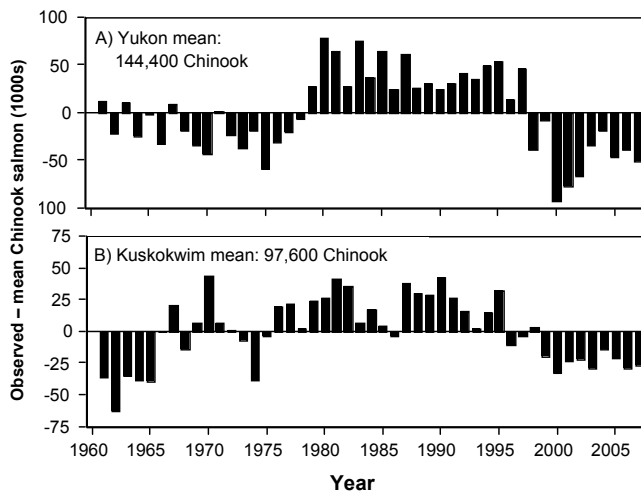 100
A) Yukon mean:
144,400 Chinook
50
0
-50
100
75
B) Kuskokwim mean: 97,600 Chinook
50
25
0
-25
-50
-75
Observed – mean Chinook salmon (1000s)
1960 1965 1970 1975 1980 1985 1990 1995 2000 2005
Year